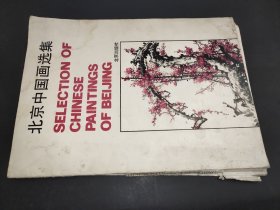 北京中国画选集
SELECTION OF
CHINESE
PAINTINGS
OF BEIJING